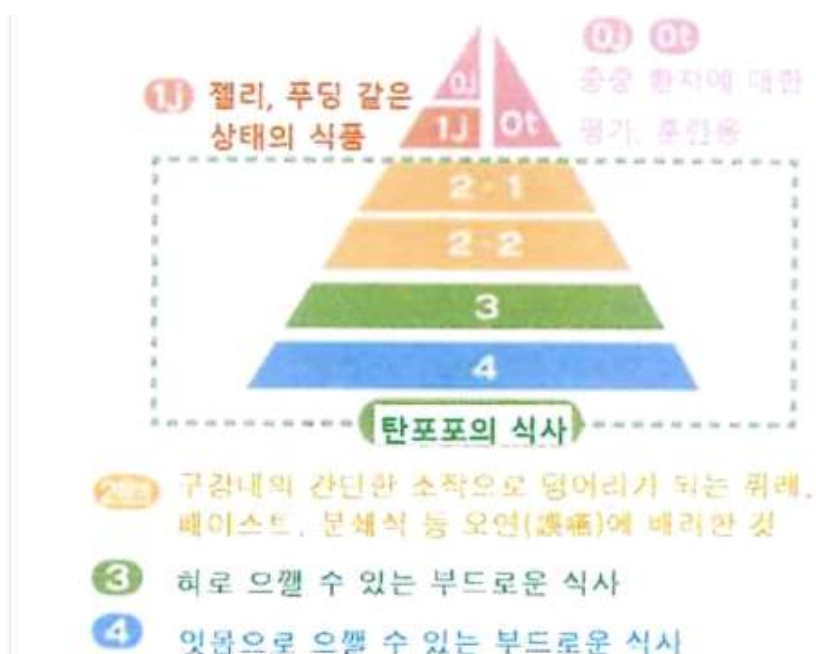 0j 0t
중증 환자에 대한
평가, 훈련용
1j 젤리, 푸딩 같은
상태의 식품
0j
1j 0t
2-1
2-2
3
4
탄포포의 식사
구강내의 간단한 조작으로 덩어리가 되는 퓌레,
페이스트, 분쇄식 등 오연(誤嚥)에 배려한 것
3 혀로 으깰 수 있는 부드로운 식사
4 잇몸으로 으깰 수 있는 부드로운 식사